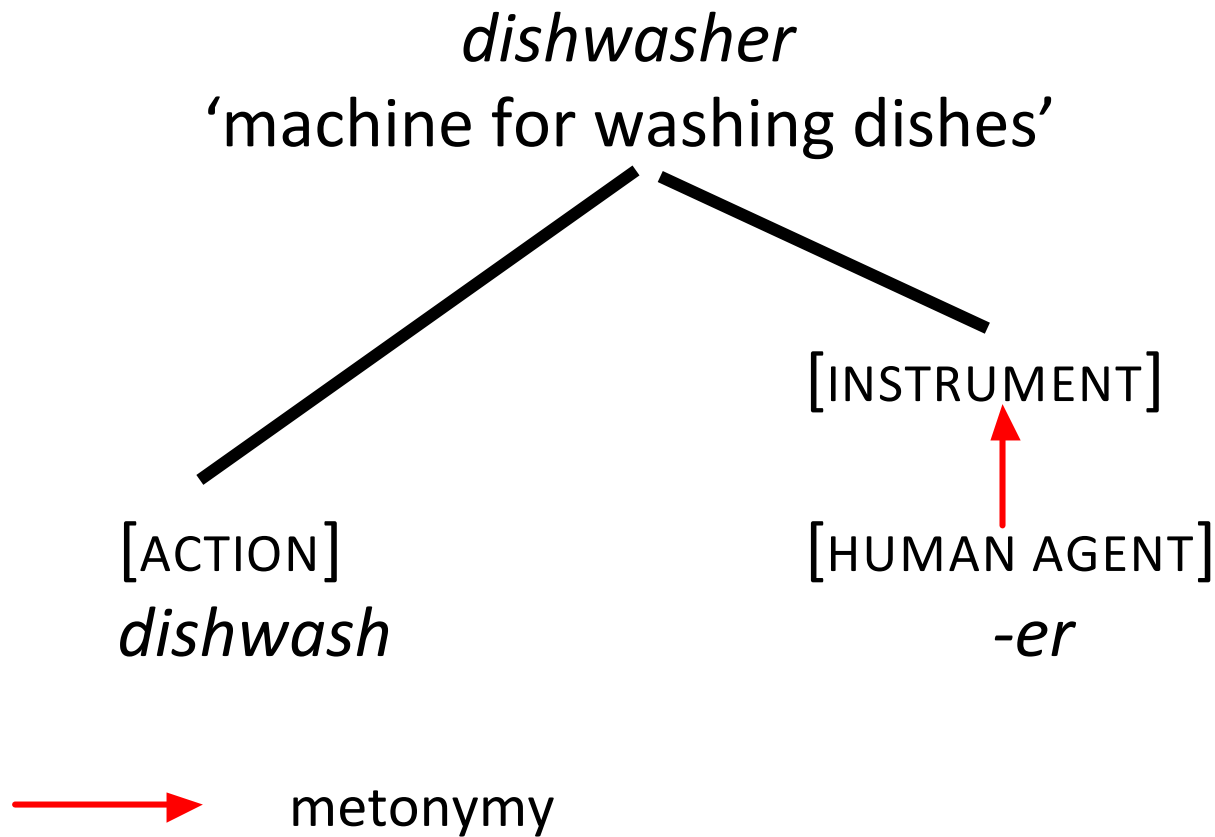 dishwasher
‘machine for washing dishes’
[INSTRUMENT]
[ACTION] [HUMAN AGENT]
dishwash -er
metonymy